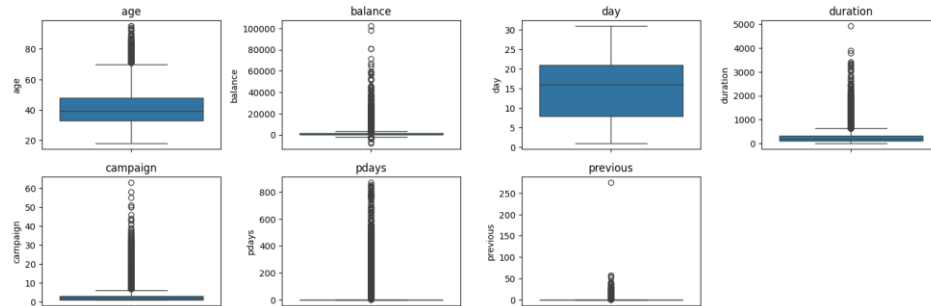 age
balance
day
duration
age
80
60
40
20
balance
100000
80000
60000
40000
20000
0
day
30
25
20
15
10
5
0
duration
5000
4000
3000
2000
1000
0
campaign
pdays
previous
campaign
60
50
40
30
20
10
0
pdays
800
600
400
200
0
previous
250
200
150
100
50
0